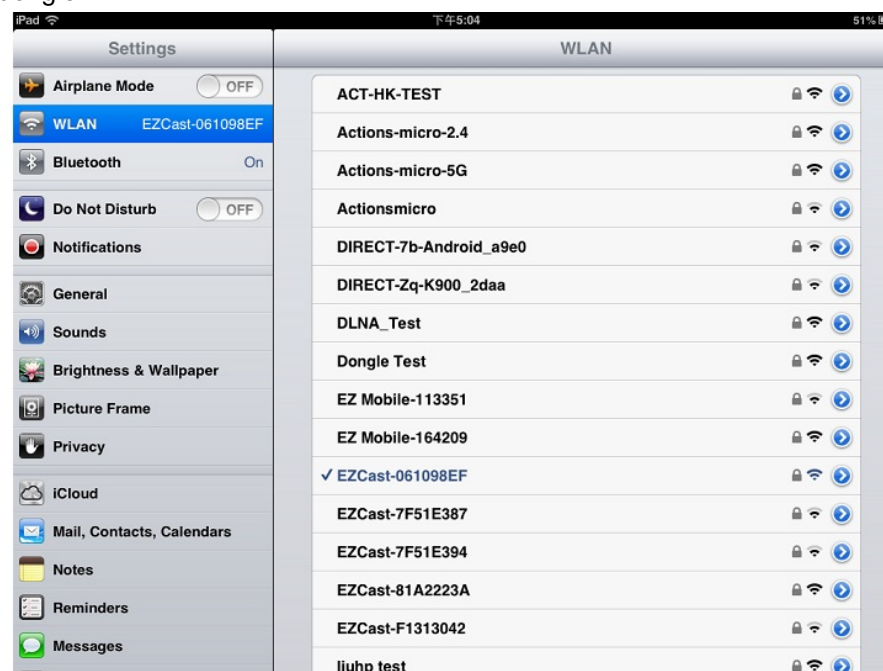 iPad 下午5:04 51%
Settings
WLAN
Airplane Mode OFF
WLAN EZCast-061098EF
Bluetooth On
Do Not Disturb OFF
Notifications
General
Sounds
Brightness & Wallpaper
Picture Frame
Privacy
iCloud
Mail, Contacts, Calendars
Notes
Reminders
Messages
ACT-HK-TEST
Actions-micro-2.4
Actions-micro-5G
Actionsmicro
DIRECT-7b-Android_a9e0
DIRECT-Zq-K900_2daa
DLNA_Test
Dongle Test
EZ Mobile-113351
EZ Mobile-164209
✓ EZCast-061098EF
EZCast-7F51E387
EZCast-7F51E394
EZCast-81A2223A
EZCast-F1313042
liuhp test